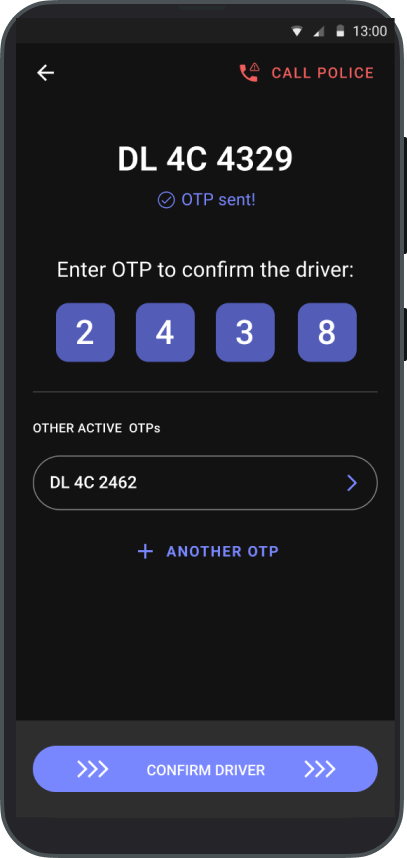 13:00
CALL POLICE
DL 4C 4329
OTP sent!
Enter OTP to confirm the driver:
2 4 3 8
OTHER ACTIVE OTPs
DL 4C 2462
+ ANOTHER OTP
CONFIRM DRIVER